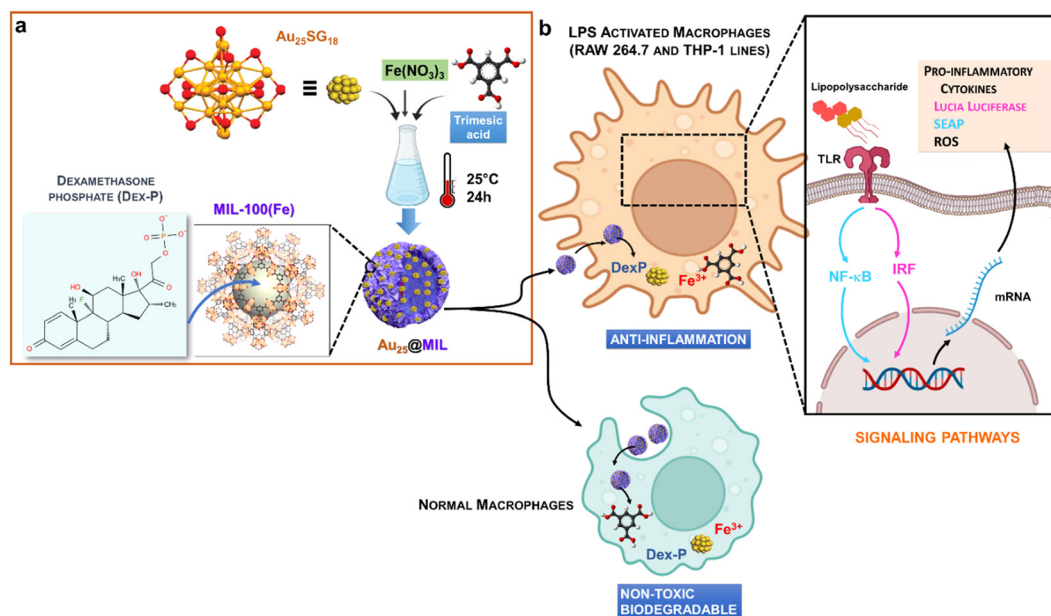 a
Au25SG18
≡
Fe(NO3)3
Trimesic
acid
25°C
24h
DEXAMETHASONE
PHOSPHATE (DEX-P)
MIL-100(Fe)
O⁻
O
P
O⁻
O
O
OH
CH3
HO
CH3
F
H
H
CH3
O
Au25@MIL
b
LPS ACTIVATED MACROPHAGES
(RAW 264.7 AND THP-1 LINES)
DexP
Fe3+
ANTI-INFLAMMATION
NORMAL MACROPHAGES
Fe3+
Dex-P
NON-TOXIC
BIODEGRADABLE
Lipopolysaccharide
TLR
PRO-INFLAMMATORY
CYTOKINES
LUCIA LUCIFERASE
SEAP
ROS
NF-κB
IRF
mRNA
SIGNALING PATHWAYS